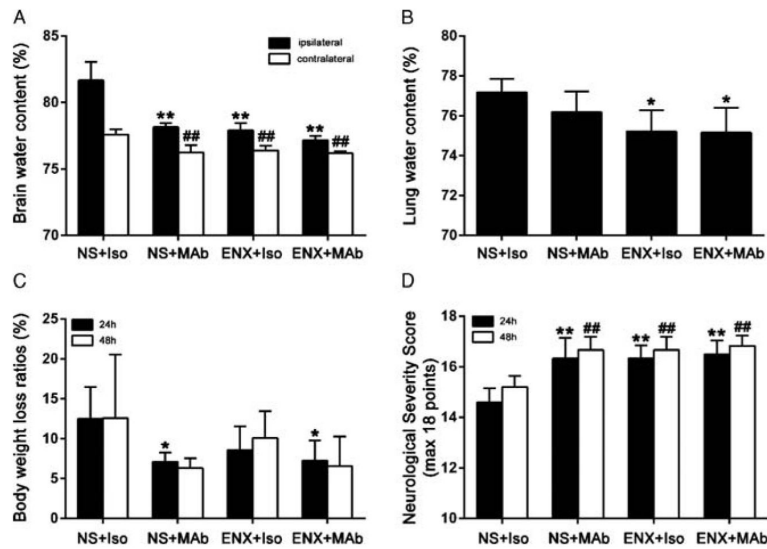 A
Brain water content (%)
85
80
75
70
ipsilateral
contralateral
** ## ** ## ** ##
NS+Iso NS+MAb ENX+Iso ENX+MAb
B
Lung water content (%)
80
78
76
74
72
70
* *
NS+Iso NS+MAb ENX+Iso ENX+MAb
C
Body weight loss ratios (%)
25
20
15
10
5
0
24h
48h
* *
NS+Iso NS+MAb ENX+Iso ENX+MAb
D
Neurological Severity Score
(max 18 points)
18
16
14
12
10
24h
48h
** ## ** ## ** ##
NS+Iso NS+MAb ENX+Iso ENX+MAb